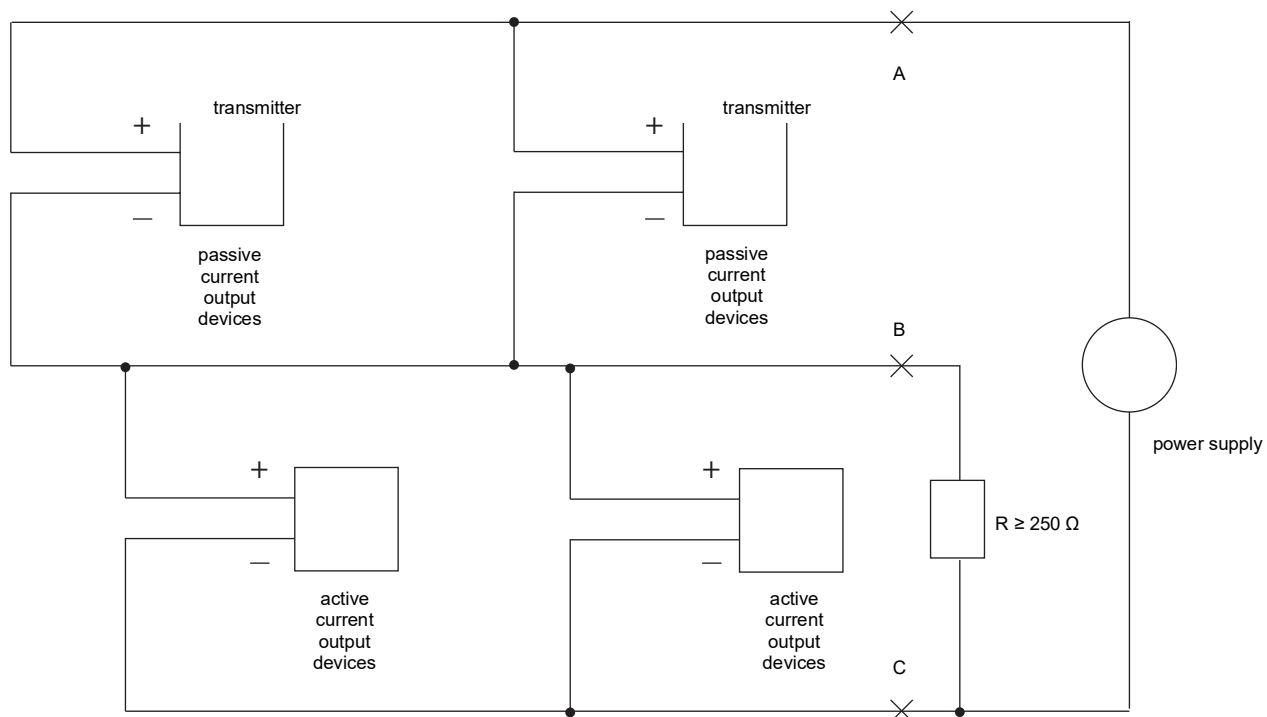 A
transmitter
transmitter
+
+
—
—
passive
current
output
devices
passive
current
output
devices
B
power supply
+
+
R ≥ 250 Ω
—
—
active
current
output
devices
active
current
output
devices
C